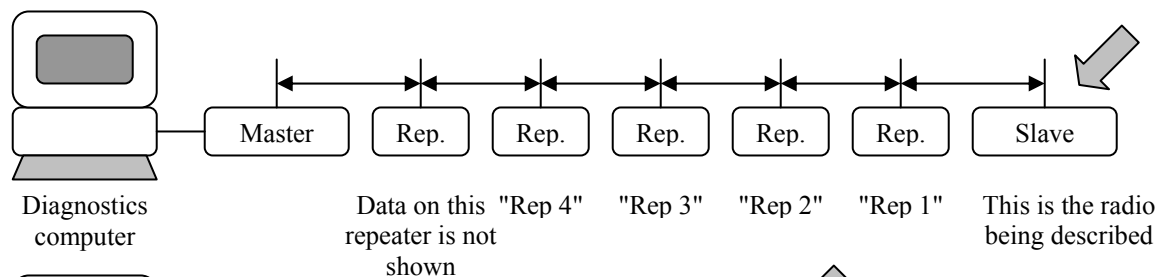 Master
Rep.
Rep.
Rep.
Rep.
Rep.
Slave
Diagnostics
computer
Data on this
repeater is not
shown
"Rep 4"
"Rep 3"
"Rep 2"
"Rep 1"
This is the radio
being described